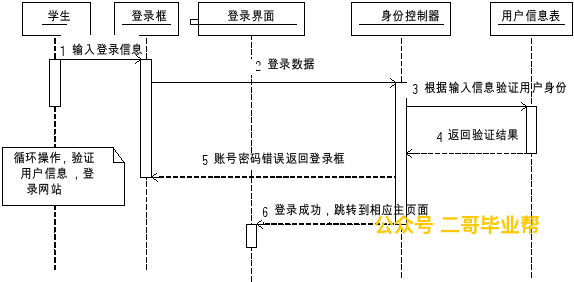 学生
登录框
登录界面
身份控制器
用户信息表
1 输入登录信息
2 登录数据
3 根据输入信息验证用户身份
4 返回验证结果
循环操作, 验证
用户信息 , 登
录网站
5 账号密码错误返回登录框
6 登录成功, 跳转到相应主页面
公众号 二哥毕业帮